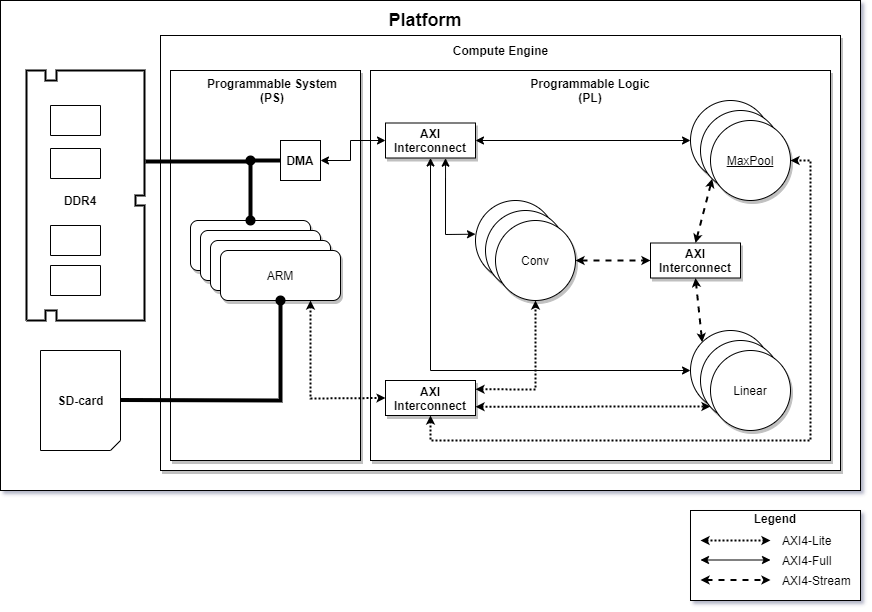 Platform
Compute Engine
Programmable System
(PS)
Programmable Logic
(PL)
DDR4
DMA
ARM
SD-card
AXI
Interconnect
MaxPool
Conv
AXI
Interconnect
AXI
Interconnect
Linear
Legend
AXI4-Lite
AXI4-Full
AXI4-Stream